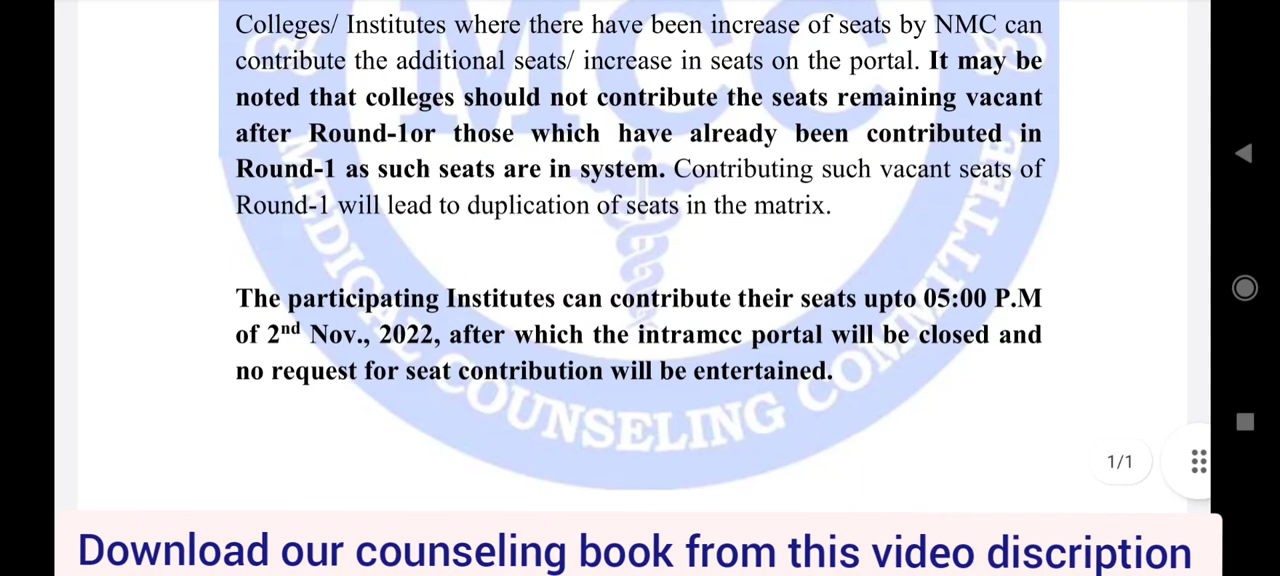 Colleges/ Institutes where there have been increase of seats by NMC can
contribute the additional seats/ increase in seats on the portal. It may be
noted that colleges should not contribute the seats remaining vacant
after Round-1or those which have already been contributed in
Round-1 as such seats are in system. Contributing such vacant seats of
Round-1 will lead to duplication of seats in the matrix.
The participating Institutes can contribute their seats upto 05:00 P.M
of 2nd Nov., 2022, after which the intramcc portal will be closed and
no request for seat contribution will be entertained.
MCC
MEDICAL COUNSELING COMMITTEE
1/1
Download our counseling book from this video discription